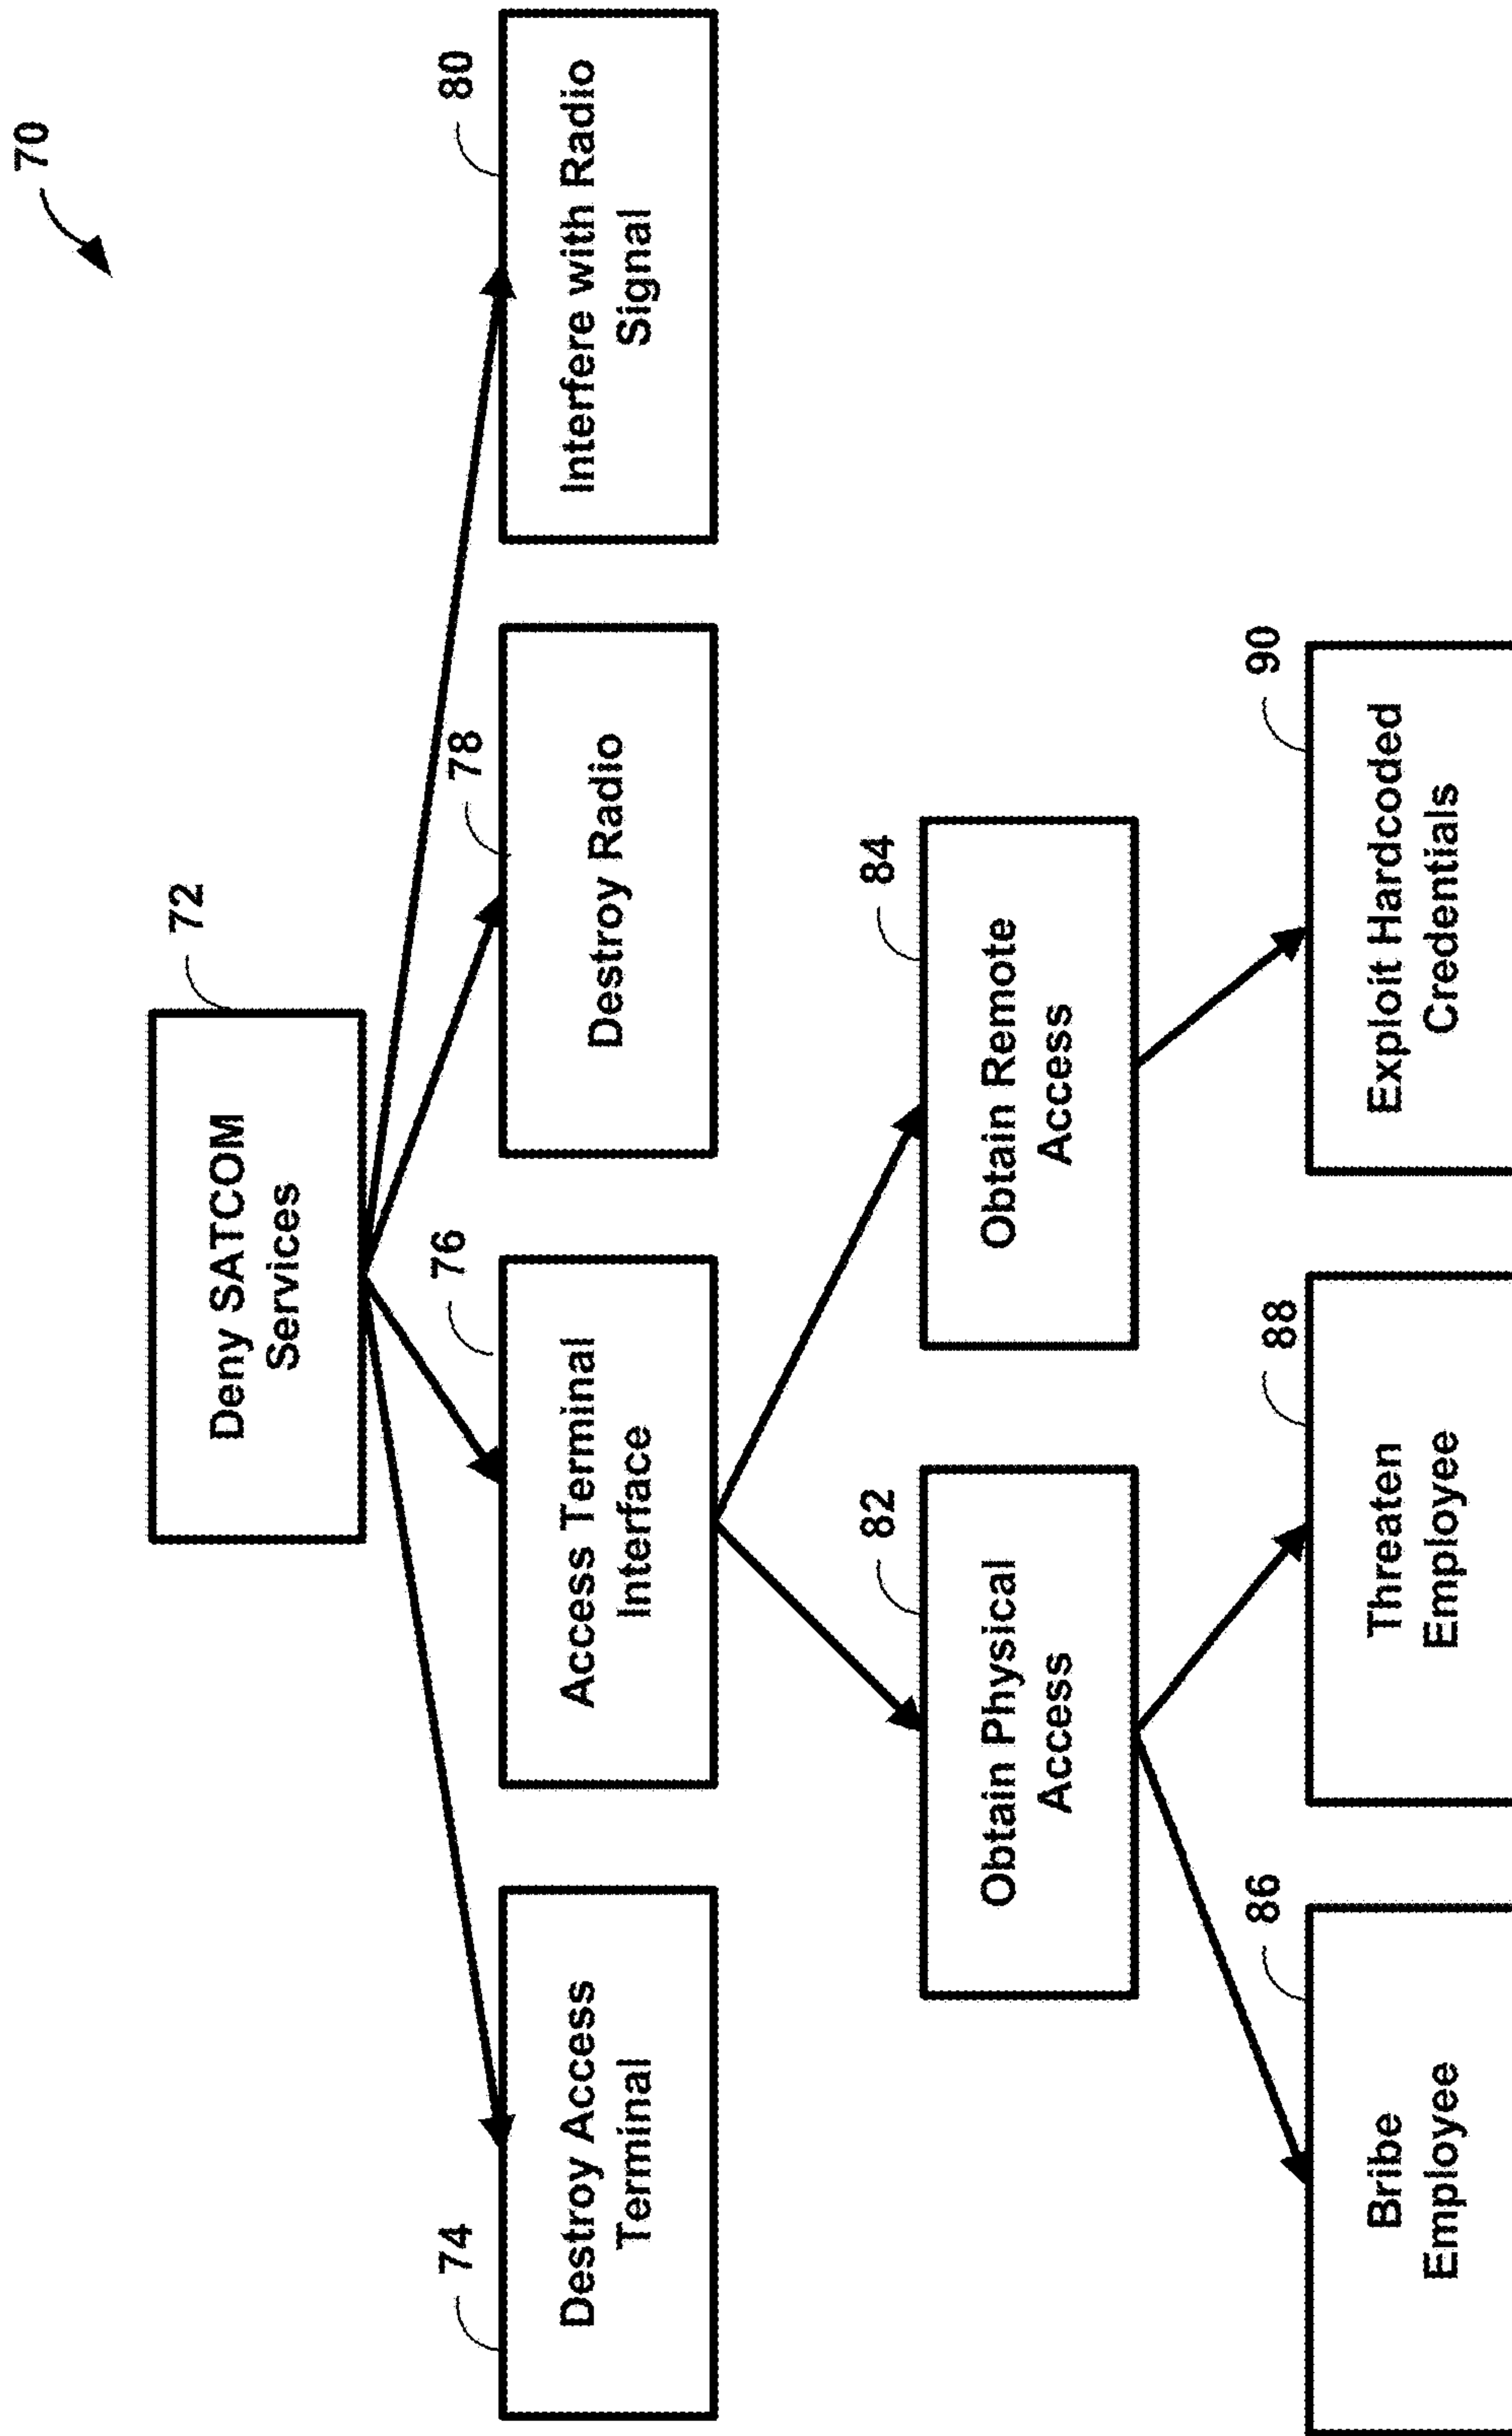 70
72
Deny SATCOM
Services
74
Destroy Access
Terminal
76
Access Terminal
Interface
78
Destroy Radio
80
Interfere with Radio
Signal
82
Obtain Physical
Access
84
Obtain Remote
Access
86
Bribe
Employee
88
Threaten
Employee
90
Exploit Hardcoded
Credentials